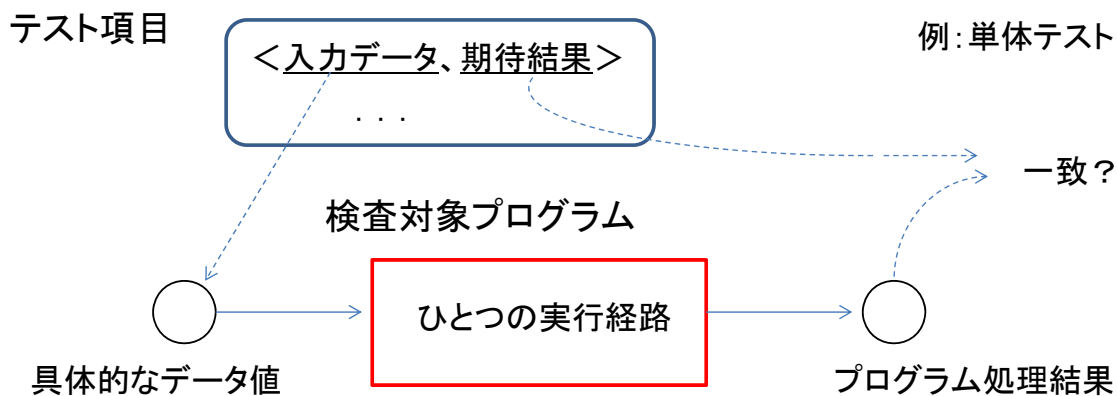 テスト項目
例：単体テスト
＜入力データ、期待結果＞
．．．
一致？
検査対象プログラム
ひとつの実行経路
具体的なデータ値
プログラム処理結果